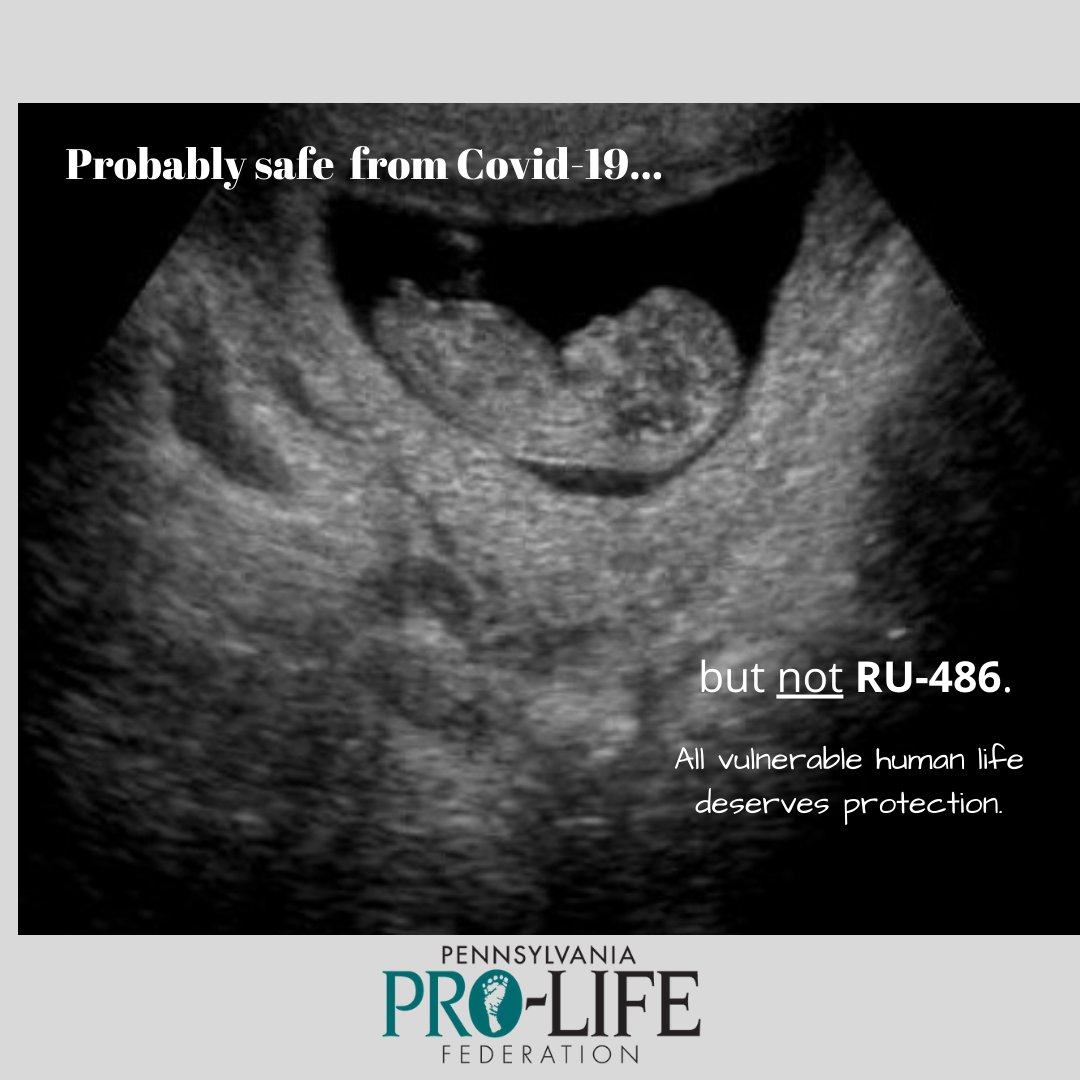 Probably safe from Covid-19...
but not RU-486.
All vulnerable human life
deserves protection.
PENNSYLVANIA
PRO-LIFE
FEDERATION